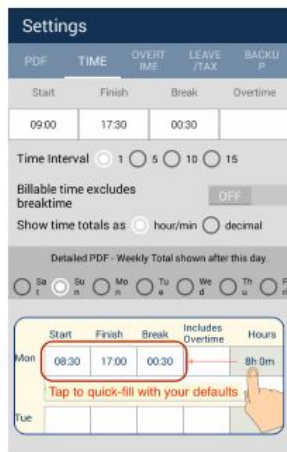 Settings
PDF TIME OVERT IME LEAVE /TAX BACKU P
Start Finish Break Overtime
09:00 17:30 00:30
Time Interval 1 5 10 15
Billable time excludes
breaktime OFF
Show time totals as hour/min decimal
Detailed PDF - Weekly Total shown after this day.
Sa t Su n Mo n Tu e We d Th u F ri
Start Finish Break Includes Overtime Hours
Mon 08:30 17:00 00:30 8h 0m
Tap to quick-fill with your defaults
Tue